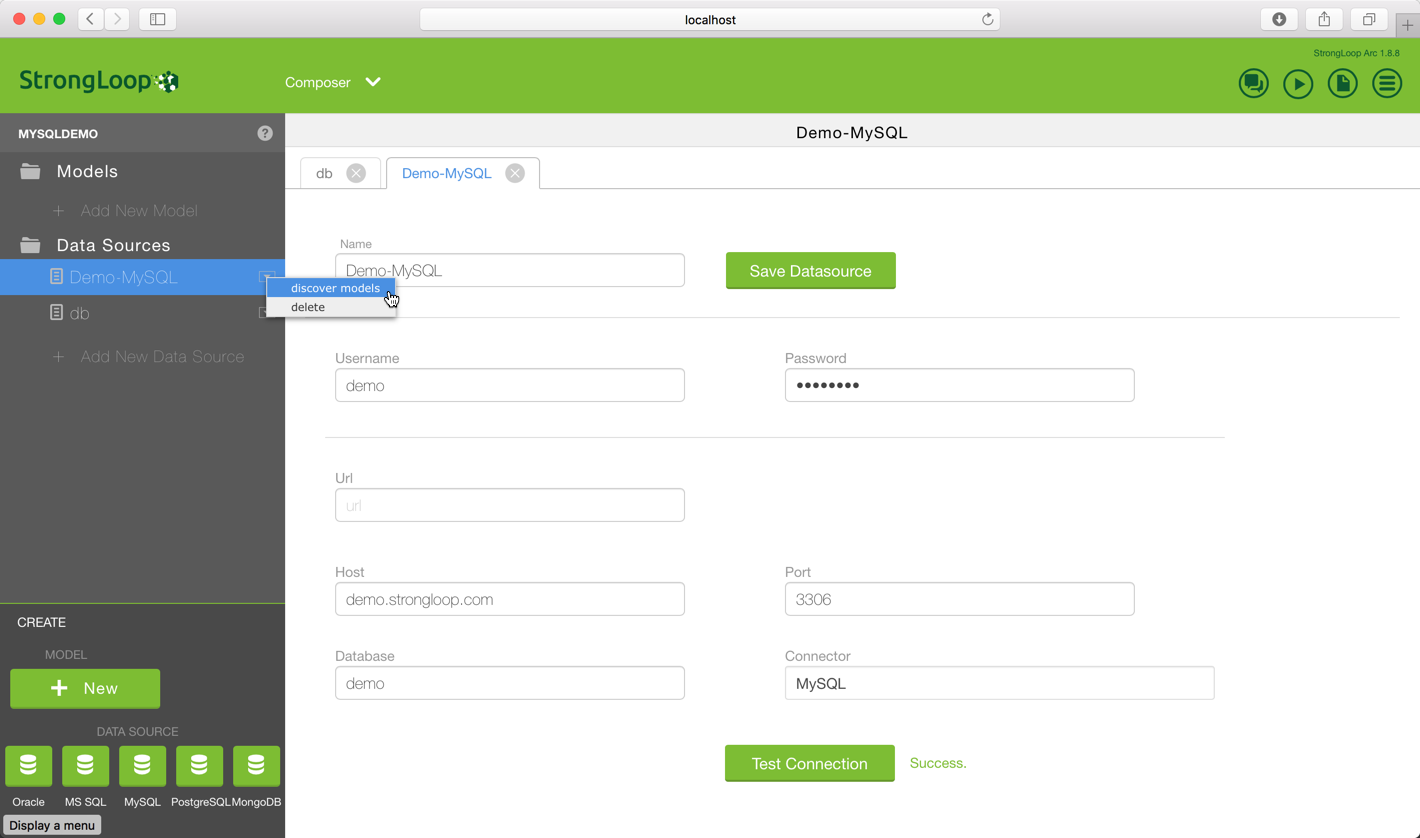 localhost
StrongLoop Arc 1.8.8
StrongLoop
Composer
MYSQLDEMO
?
Demo-MySQL
Models
db
Demo-MySQL
Add New Model
Data Sources
Name
Demo-MySQL
Demo-MySQL
Save Datasource
discover models
delete
db
Add New Data Source
Username
Password
demo
••••••••
Url
url
Host
Port
demo.strongloop.com
3306
CREATE
MODEL
New
Database
Connector
demo
MySQL
DATA SOURCE
Test Connection
Success.
Oracle
MS SQL
MySQL
PostgreSQL
MongoDB
Display a menu